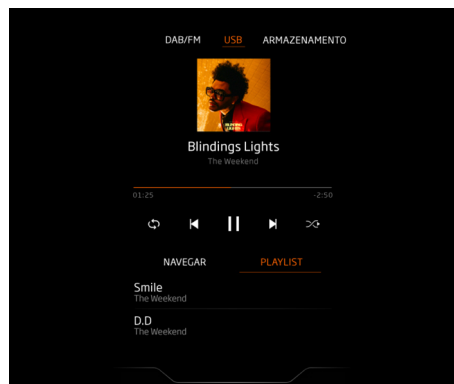 DAB/FM USB ARMAZENAMENTO
Blindings Lights
The Weekend
01:25 -2:50
NAVEGAR PLAYLIST
Smile
The Weekend
D.D
The Weekend